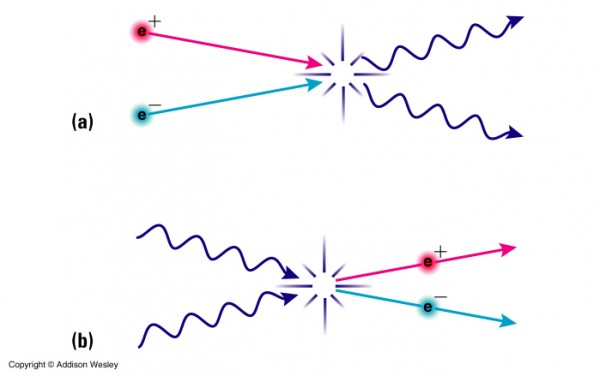 e+
e−
(a)
e+
e−
(b)
Copyright © Addison Wesley